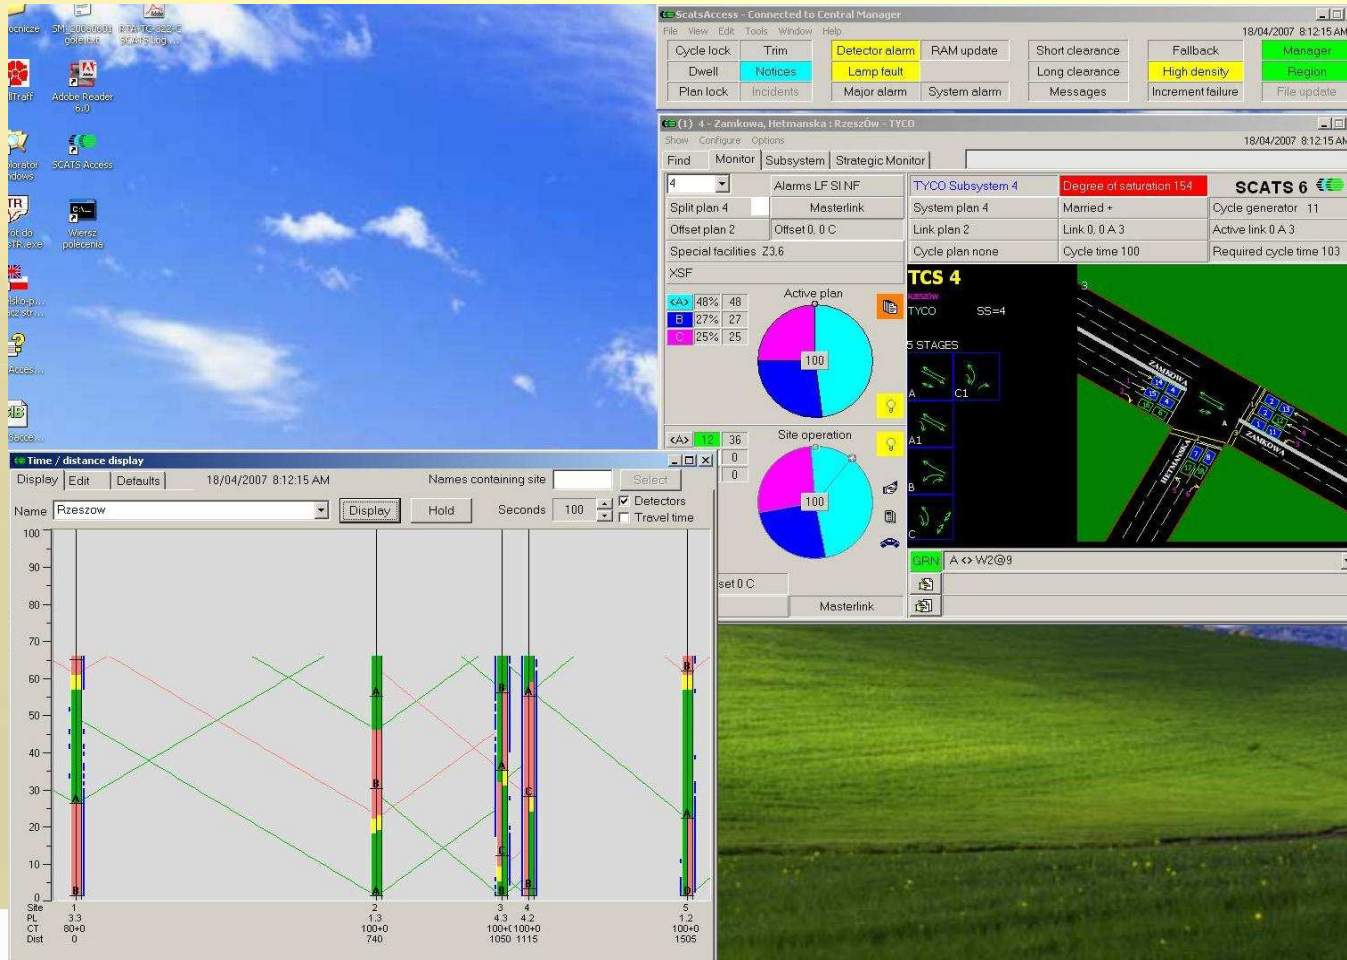 SM_20060601
SCATS Log ...
Adobe Reader
6.0
SCATS Access
Wiersz
polecenia
ScatsAccess - Connected to Central Manager
File View Edit Tools Window Help
18/04/2007 8:12:15 AM
Cycle lock Trim Detector alarm RAM update Short clearance Fallback Manager
Dwell Notices Lamp fault Long clearance High density Region
Plan lock Incidents Major alarm System alarm Messages Increment failure File update
(1) 4 - Zamkowa, Hetmanska : RzeszÓw - TYCO
Show Configure Options
18/04/2007 8:12:15 AM
Find Monitor Subsystem Strategic Monitor
4 Alarms LF SI NF TYCO Subsystem 4 Degree of saturation 154 SCATS 6
Split plan 4 Masterlink System plan 4 Married + Cycle generator 11
Offset plan 2 Offset 0, 0 C Link plan 2 Link 0, 0 A 3 Active link 0 A 3
Special facilities Z3,6 Cycle plan none Cycle time 100 Required cycle time 103
XSF
Active plan
<A> 48% 48
B 27% 27
C 25% 25
100
TCS 4
RZESZÓW
TYCO SS=4
5 STAGES
A C1
A1
B
C
3
ZAMKOWA
A
ZAMKOWA
HETMANSKA
<A> 12 36
0
0
Site operation
100
GRN A <> W2@9
set 0 C
Masterlink
Time / distance display
Display Edit Defaults 18/04/2007 8:12:15 AM Names containing site Select
Name Rzeszow Display Hold Seconds 100 Detectors
Travel time
100
90
80
70
60
50
40
30
20
10
0
B A B A B
A B A C A
B A C B D
B
Site 1 2 3 4 5
PL 3.3 1.3 4.3 4.2 1.2
CT 80+0 100+0 100+( 100+0 100+0
Dist 0 740 1050 1115 1505